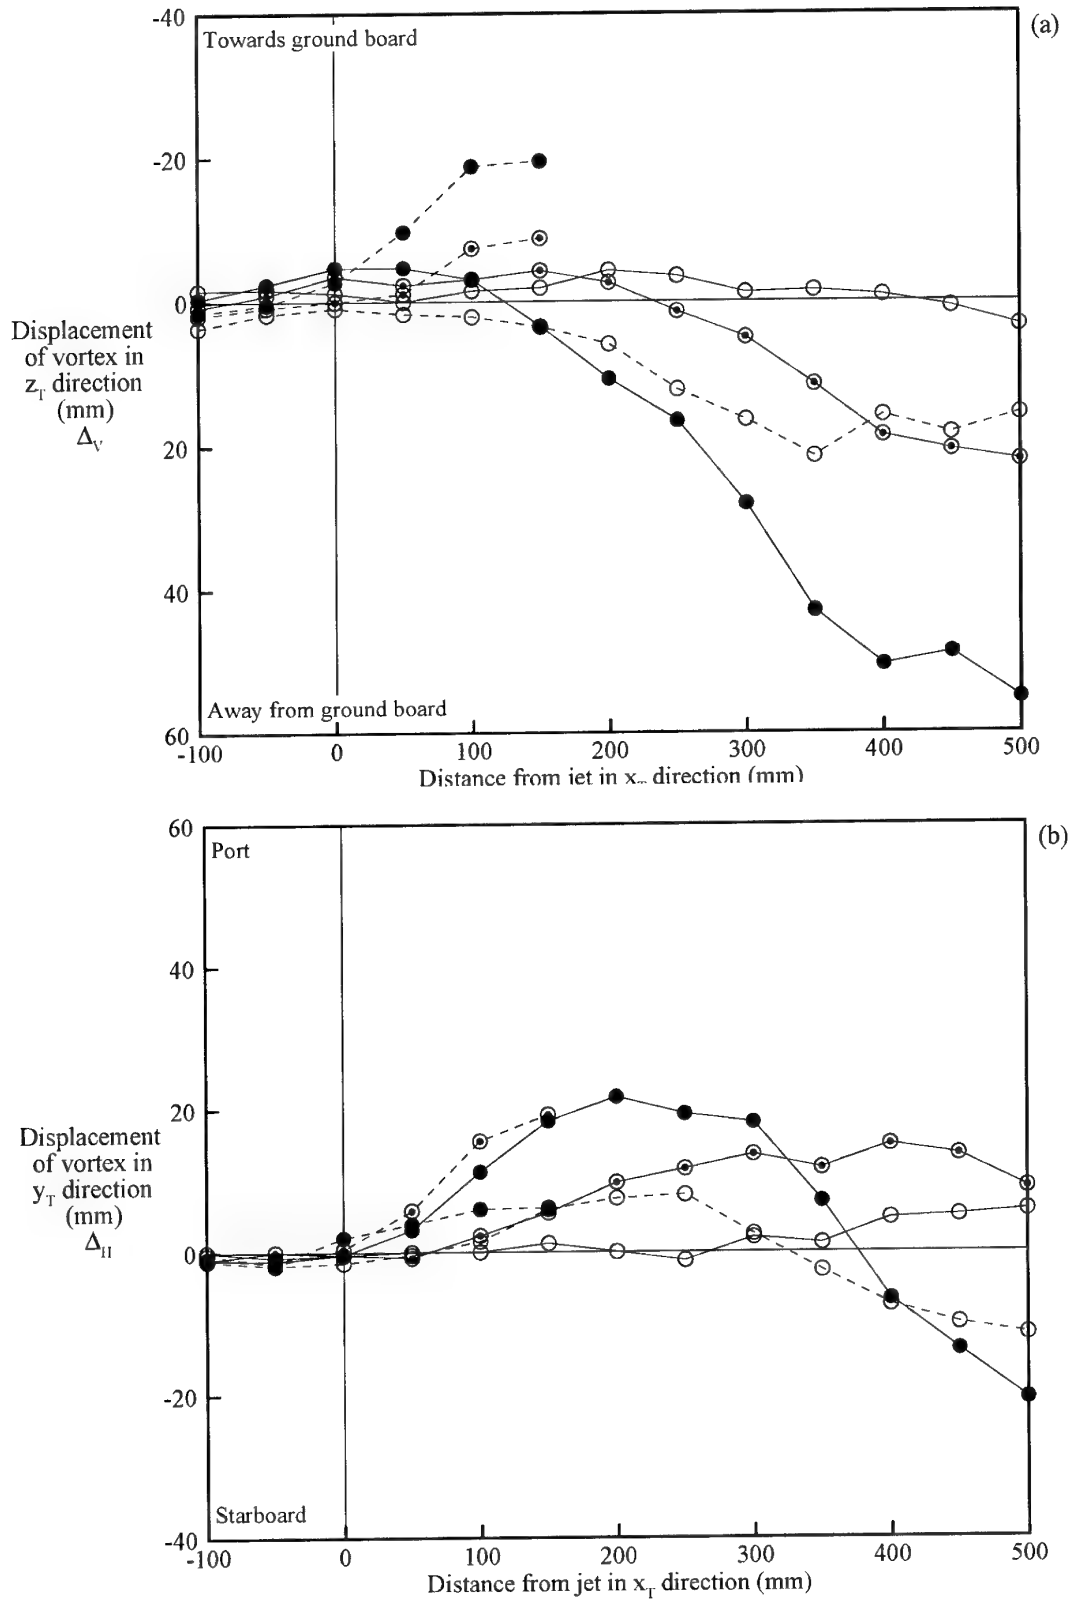 -40
(a)
Towards ground board
-20
0
Displacement
of vortex in
z_T direction
(mm)
Δ_V
20
40
Away from ground board
60
-100 0 100 200 300 400 500
Distance from jet in x_T direction (mm)
60
(b)
Port
40
20
Displacement
of vortex in
y_T direction
(mm)
Δ_H
0
-20
Starboard
-40
-100 0 100 200 300 400 500
Distance from jet in x_T direction (mm)